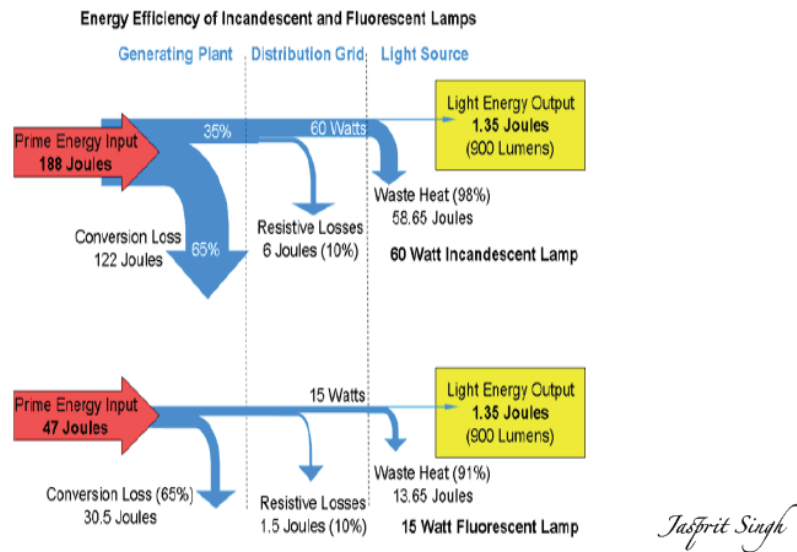 Energy Efficiency of Incandescent and Fluorescent Lamps
Generating Plant
Distribution Grid
Light Source
Prime Energy Input
188 Joules
35%
60 Watts
Light Energy Output
1.35 Joules
(900 Lumens)
Conversion Loss
122 Joules
65%
Resistive Losses
6 Joules (10%)
Waste Heat (98%)
58.65 Joules
60 Watt Incandescent Lamp
Prime Energy Input
47 Joules
15 Watts
Light Energy Output
1.35 Joules
(900 Lumens)
Conversion Loss (65%)
30.5 Joules
Resistive Losses
1.5 Joules (10%)
Waste Heat (91%)
13.65 Joules
15 Watt Fluorescent Lamp
Jasprit Singh